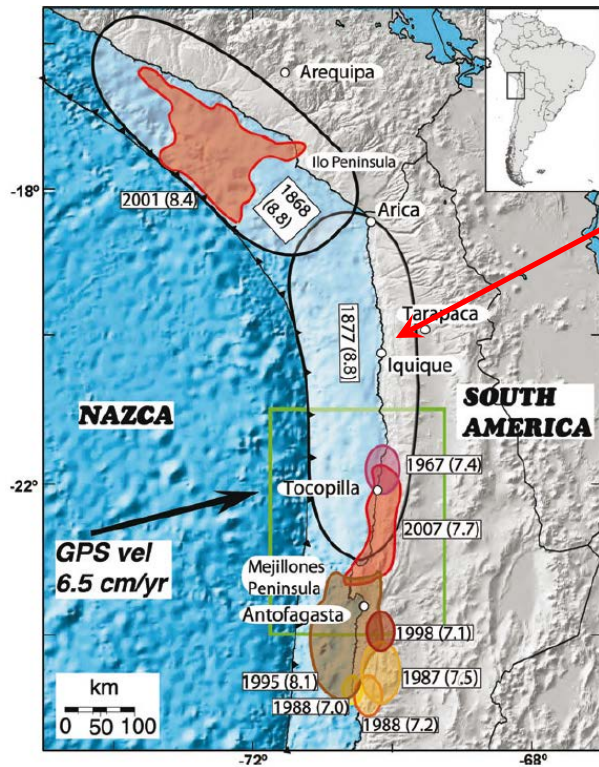 Arequipa
Ilo Peninsula
-18°
2001 (8.4)
1868
(8.8)
Arica
Tarapaca
1877 (8.8)
Iquique
NAZCA
SOUTH
AMERICA
1967 (7.4)
-22°
Tocopilla
2007 (7.7)
GPS vel
6.5 cm/yr
Mejillones
Peninsula
Antofagasta
1998 (7.1)
1995 (8.1)
1987 (7.5)
km
1988 (7.0)
0 50 100
1988 (7.2)
-72°
-68°